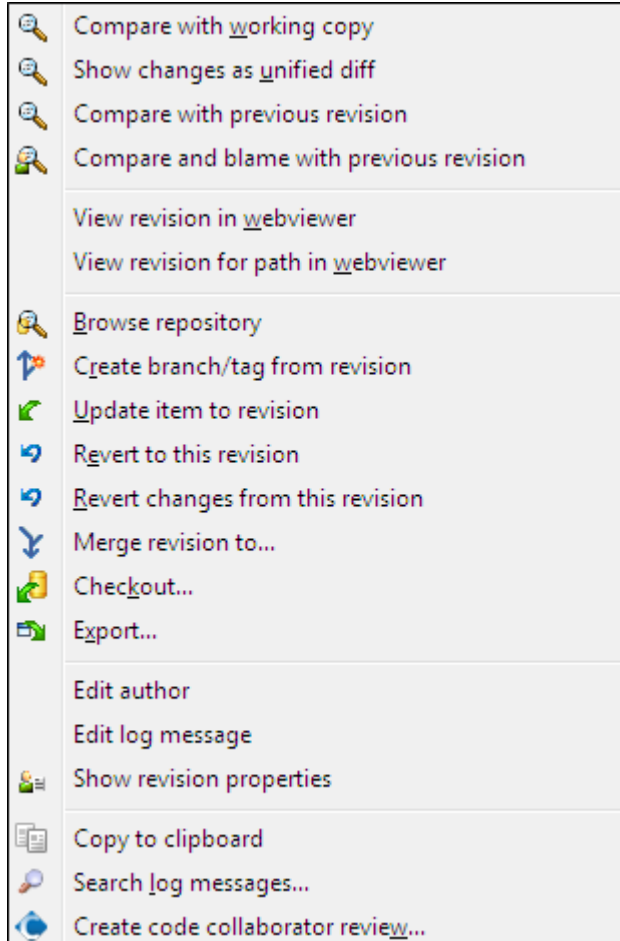 Compare with working copy
Show changes as unified diff
Compare with previous revision
Compare and blame with previous revision
View revision in webviewer
View revision for path in webviewer
Browse repository
Create branch/tag from revision
Update item to revision
Revert to this revision
Revert changes from this revision
Merge revision to...
Checkout...
Export...
Edit author
Edit log message
Show revision properties
Copy to clipboard
Search log messages...
Create code collaborator review...